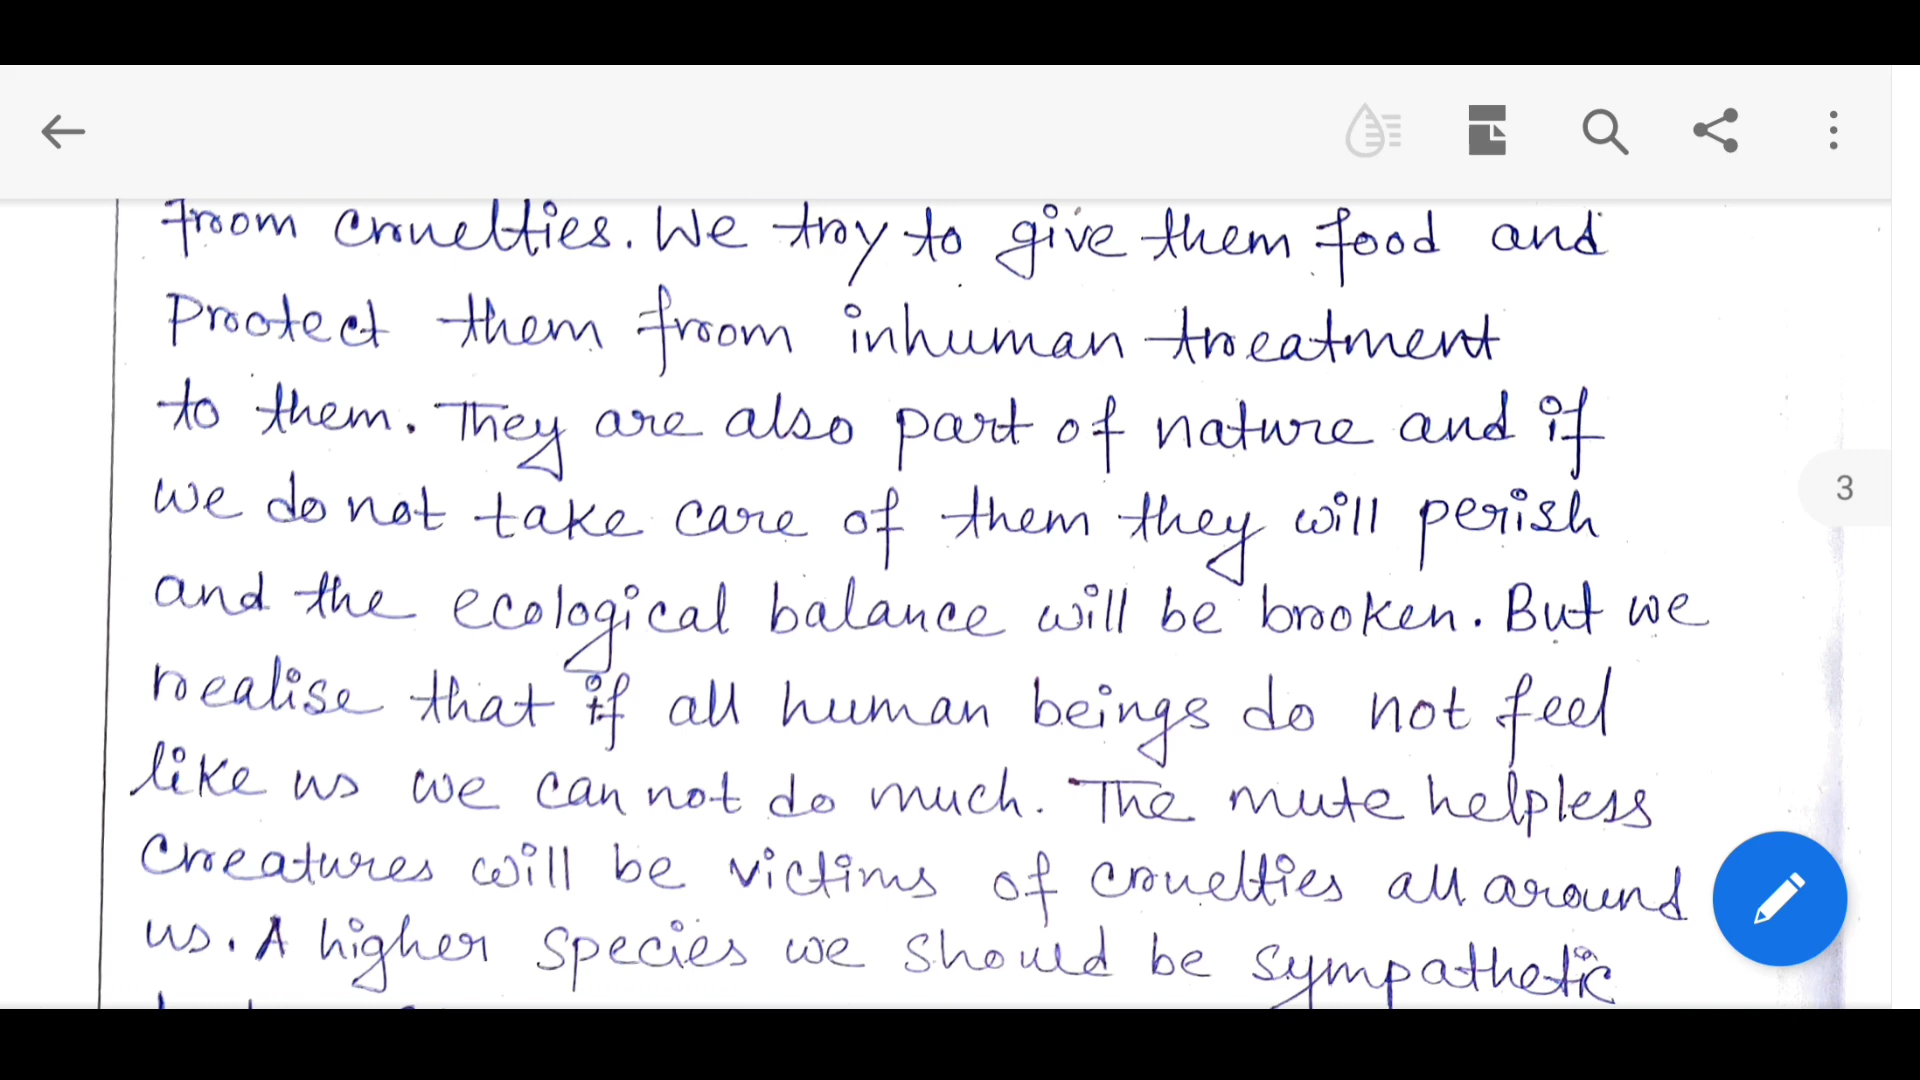 from cruelties. We try to give them food and
Protect them from inhuman treatment
to them. They are also part of nature and if
3
we do not take care of them they will perish
and the ecological balance will be broken. But we
realise that if all human beings do not feel
like us we can not do much. The mute helpless
Creatures will be victims of cruelties all around
us. A higher species we should be sympathetic